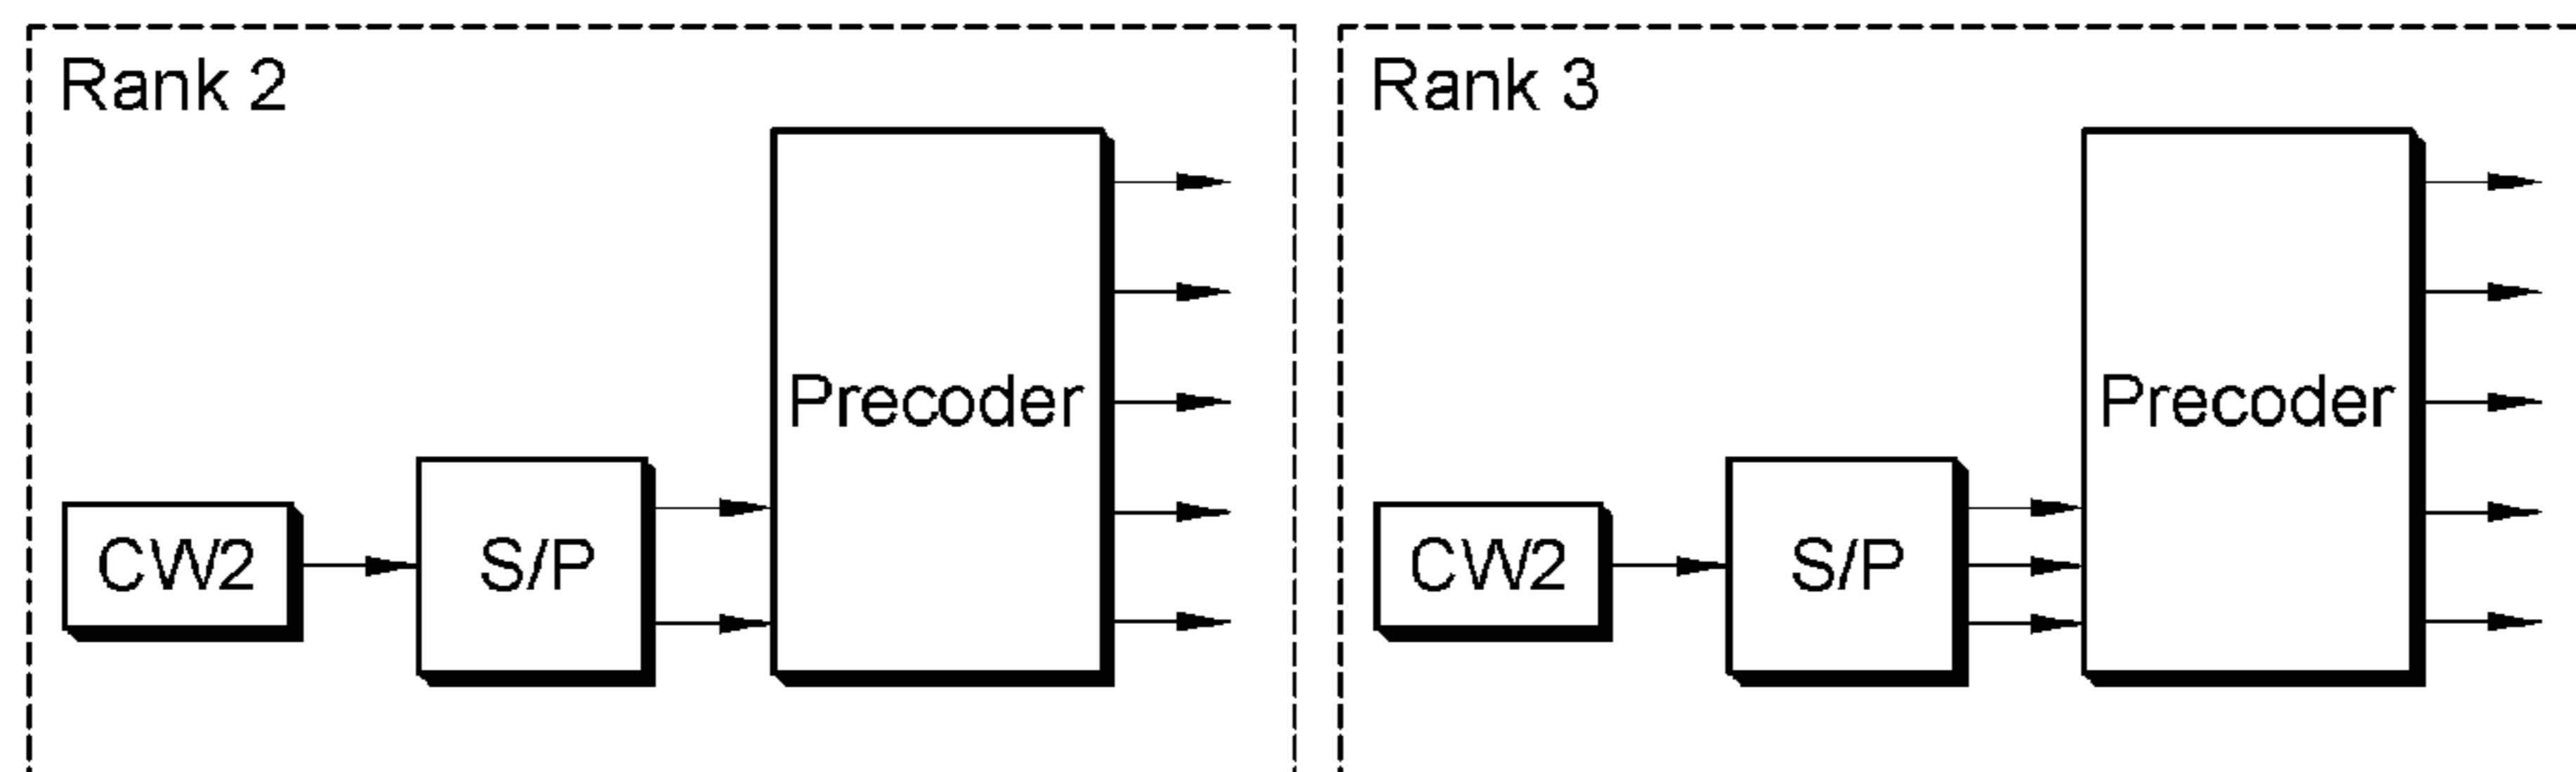 Rank 2
Precoder
CW2
S/P
Rank 3
Precoder
CW2
S/P